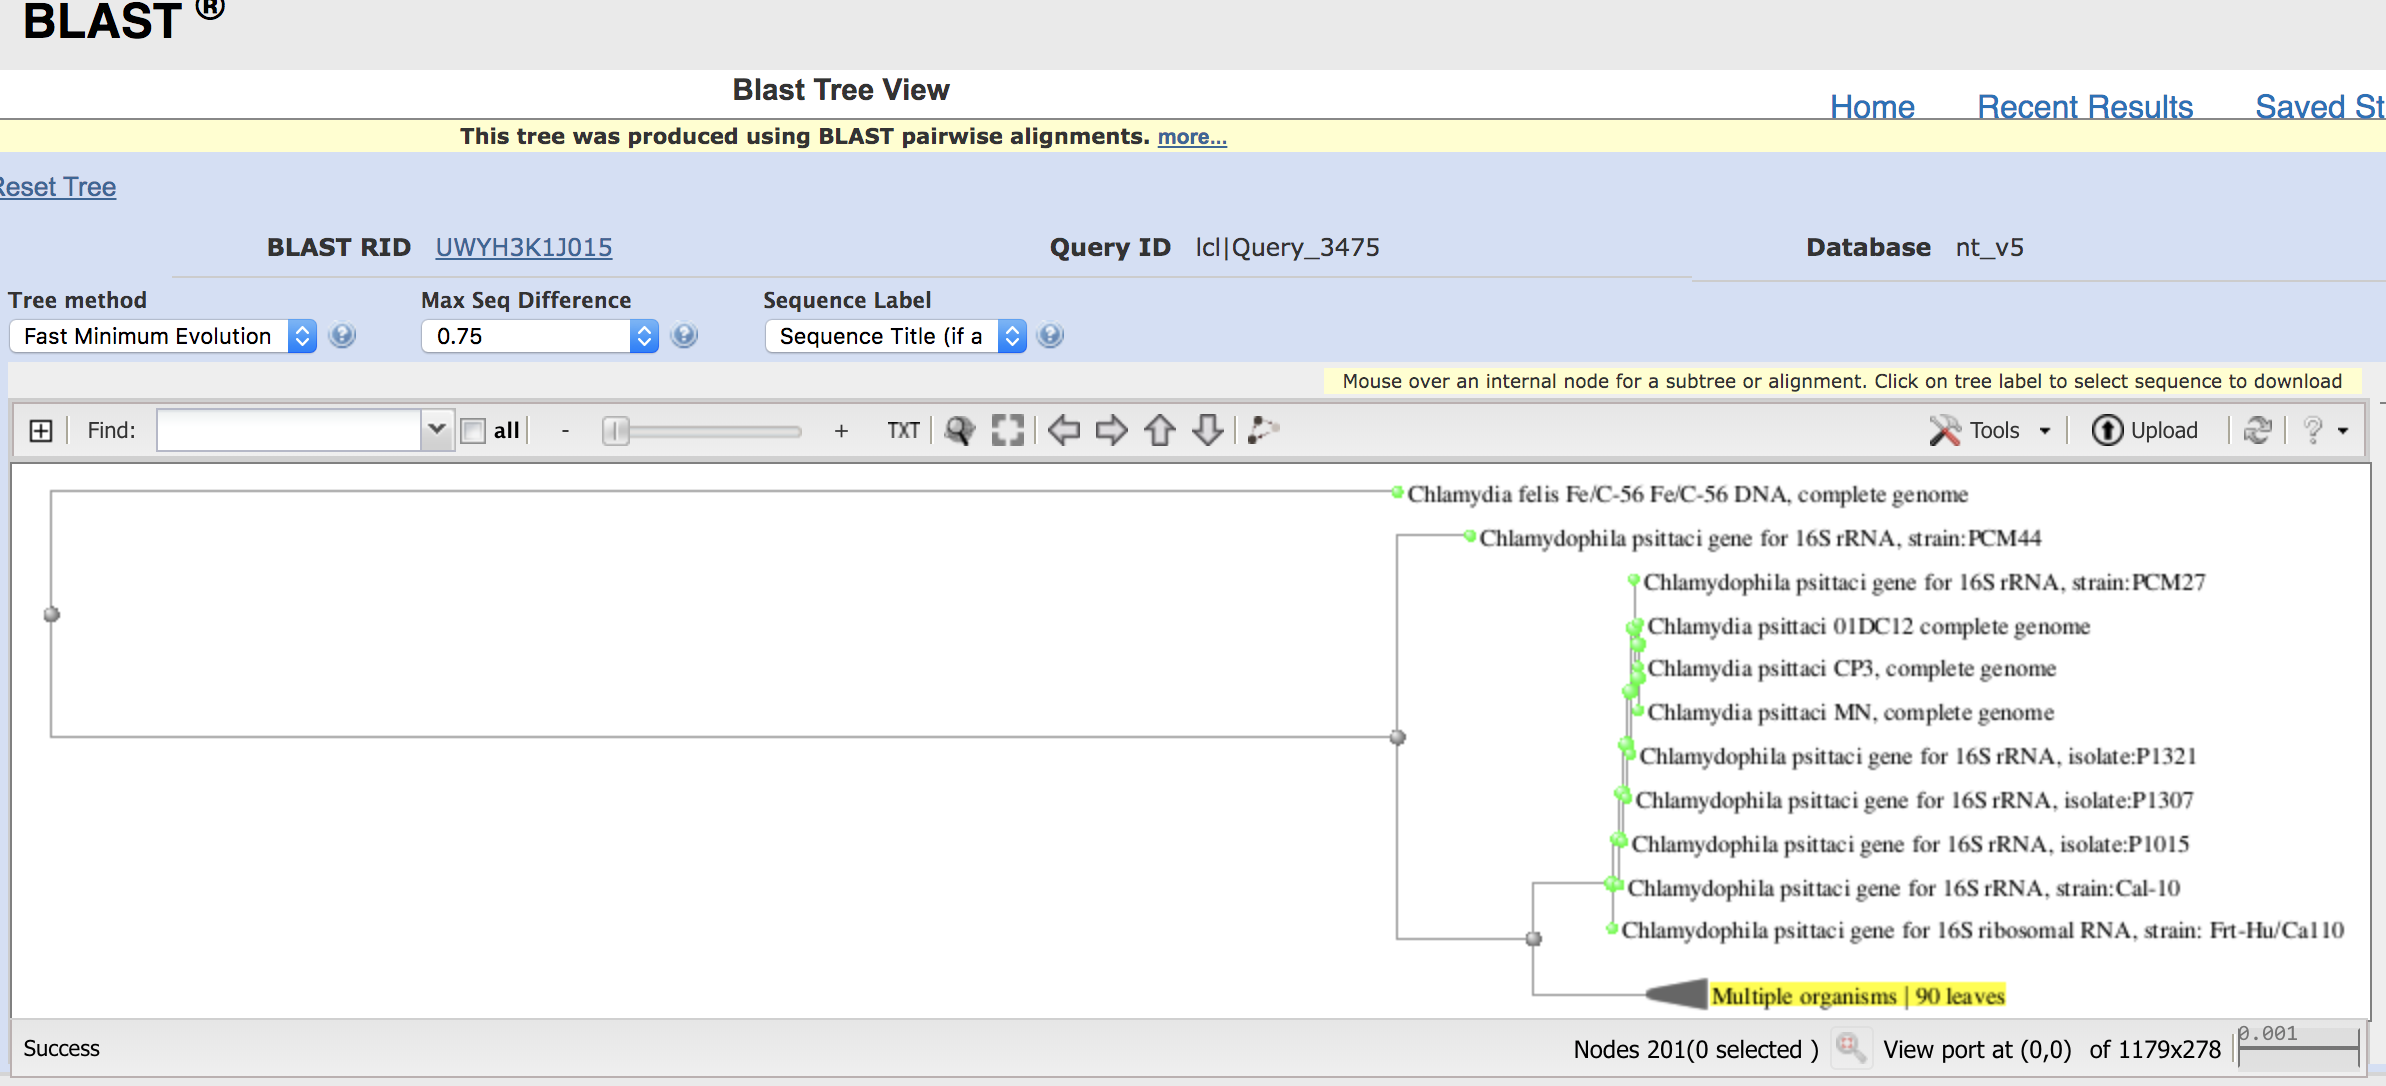 BLAST ®
Blast Tree View
Home Recent Results Saved St
This tree was produced using BLAST pairwise alignments. more...
Reset Tree
BLAST RID UWYH3K1J015 Query ID lcl|Query_3475 Database nt_v5
Tree method Max Seq Difference Sequence Label
Fast Minimum Evolution ? 0.75 ? Sequence Title (if a ?
Mouse over an internal node for a subtree or alignment. Click on tree label to select sequence to download
Find: all - + TXT Tools Upload ?
Chlamydia felis Fe/C-56 Fe/C-56 DNA, complete genome
Chlamydophila psittaci gene for 16S rRNA, strain:PCM44
Chlamydophila psittaci gene for 16S rRNA, strain:PCM27
Chlamydia psittaci 01DC12 complete genome
Chlamydia psittaci CP3, complete genome
Chlamydia psittaci MN, complete genome
Chlamydophila psittaci gene for 16S rRNA, isolate:P1321
Chlamydophila psittaci gene for 16S rRNA, isolate:P1307
Chlamydophila psittaci gene for 16S rRNA, isolate:P1015
Chlamydophila psittaci gene for 16S rRNA, strain:Cal-10
Chlamydophila psittaci gene for 16S ribosomal RNA, strain: Frt-Hu/Ca110
Multiple organisms | 90 leaves
Success Nodes 201(0 selected ) View port at (0,0) of 1179x278 0.001